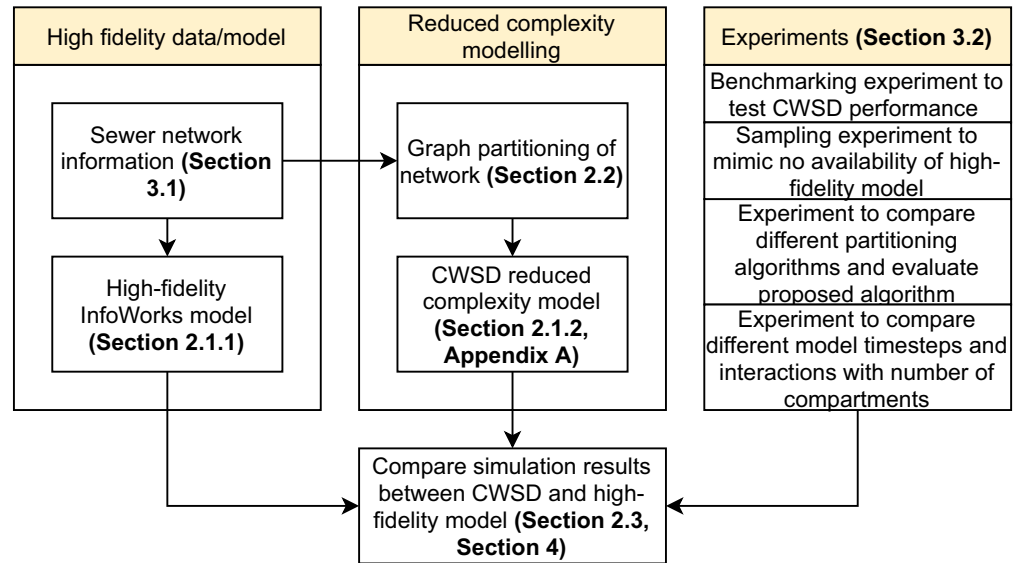 High fidelity data/model
Sewer network
information (Section
3.1)
High-fidelity
InfoWorks model
(Section 2.1.1)
Reduced complexity
modelling
Graph partitioning of
network (Section 2.2)
CWSD reduced
complexity model
(Section 2.1.2,
Appendix A)
Experiments (Section 3.2)
Benchmarking experiment to
test CWSD performance
Sampling experiment to
mimic no availability of high-
fidelity model
Experiment to compare
different partitioning
algorithms and evaluate
proposed algorithm
Experiment to compare
different model timesteps and
interactions with number of
compartments
Compare simulation results
between CWSD and high-
fidelity model (Section 2.3,
Section 4)